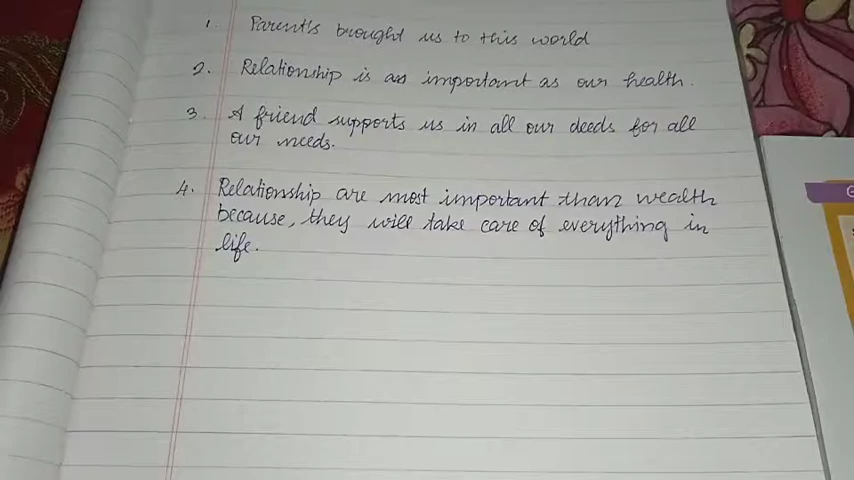 1. Parents brought us to this world
2. Relationship is as important as our health.
3. A friend supports us in all our deeds for all
our needs.
4. Relationship are most important than wealth
because, they will take care of everything in
life.